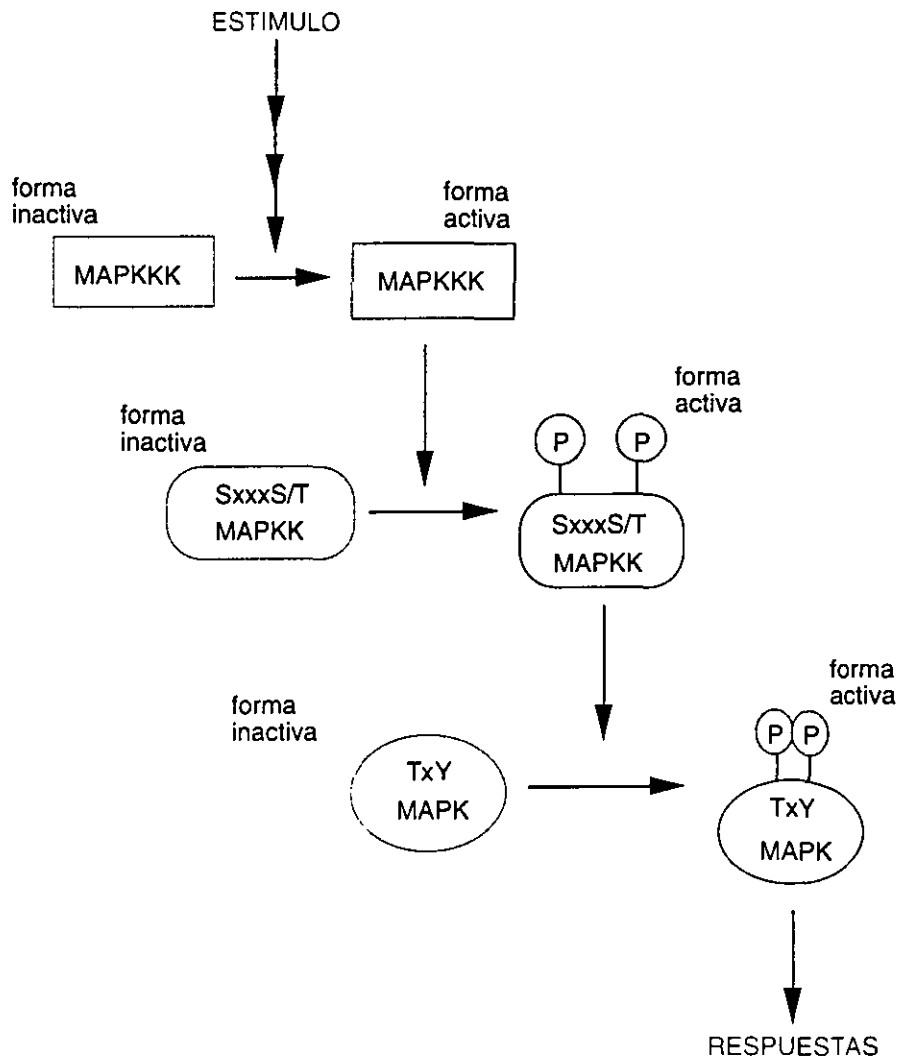 ESTIMULO
forma
inactiva
MAPKKK
forma
activa
MAPKKK
forma
inactiva
SxxxS/T
MAPKK
forma
activa
P
P
SxxxS/T
MAPKK
forma
inactiva
TxY
MAPK
forma
activa
P
P
TxY
MAPK
RESPUESTAS